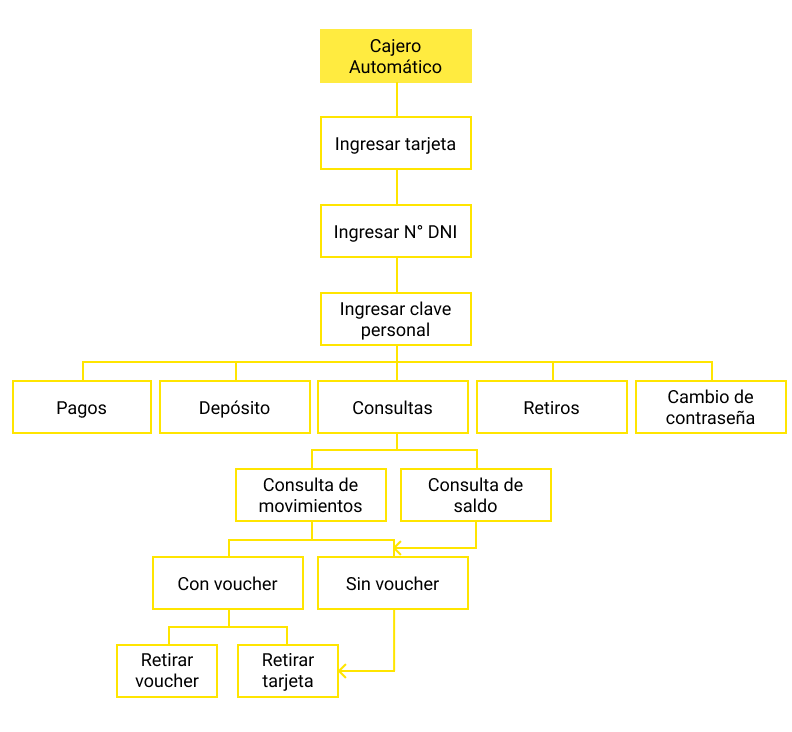 Cajero
Automático
Ingresar tarjeta
Ingresar N° DNI
Ingresar clave
personal
Pagos
Depósito
Consultas
Retiros
Cambio de
contraseña
Consulta de
movimientos
Consulta de
saldo
Con voucher
Sin voucher
Retirar
voucher
Retirar
tarjeta